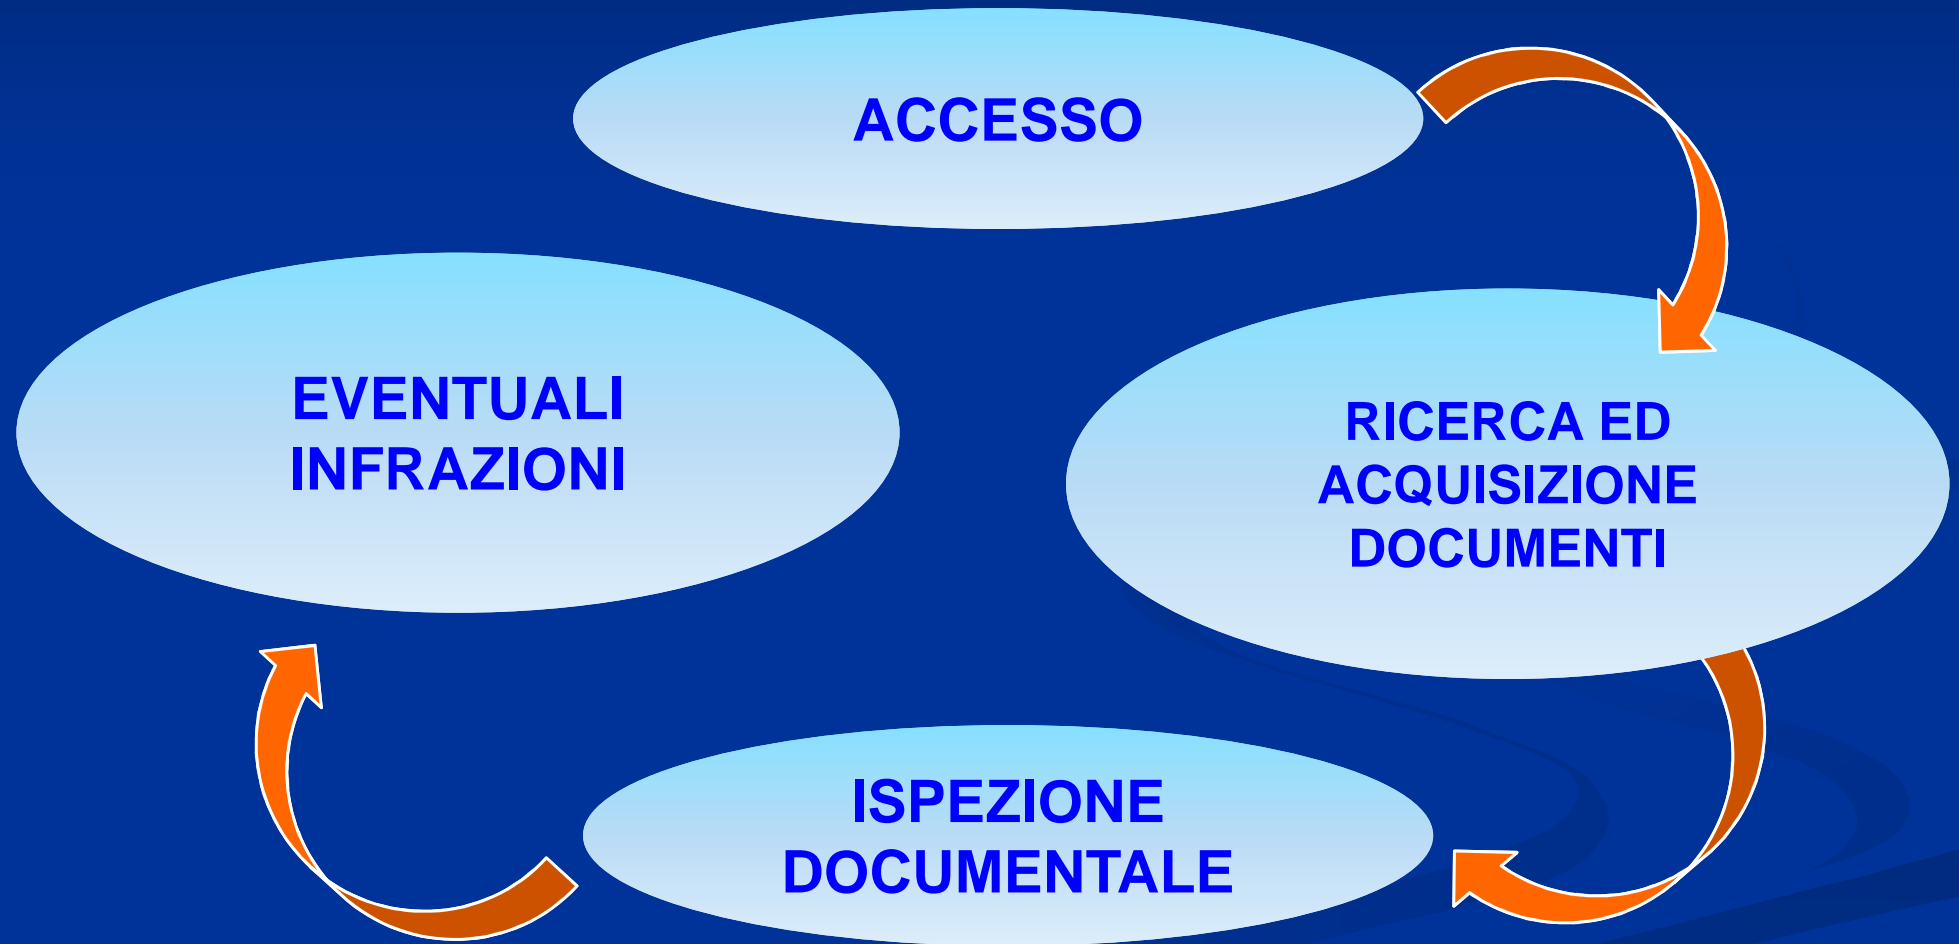 ACCESSO
RICERCA ED
ACQUISIZIONE
DOCUMENTI
ISPEZIONE
DOCUMENTALE
EVENTUALI
INFRAZIONI